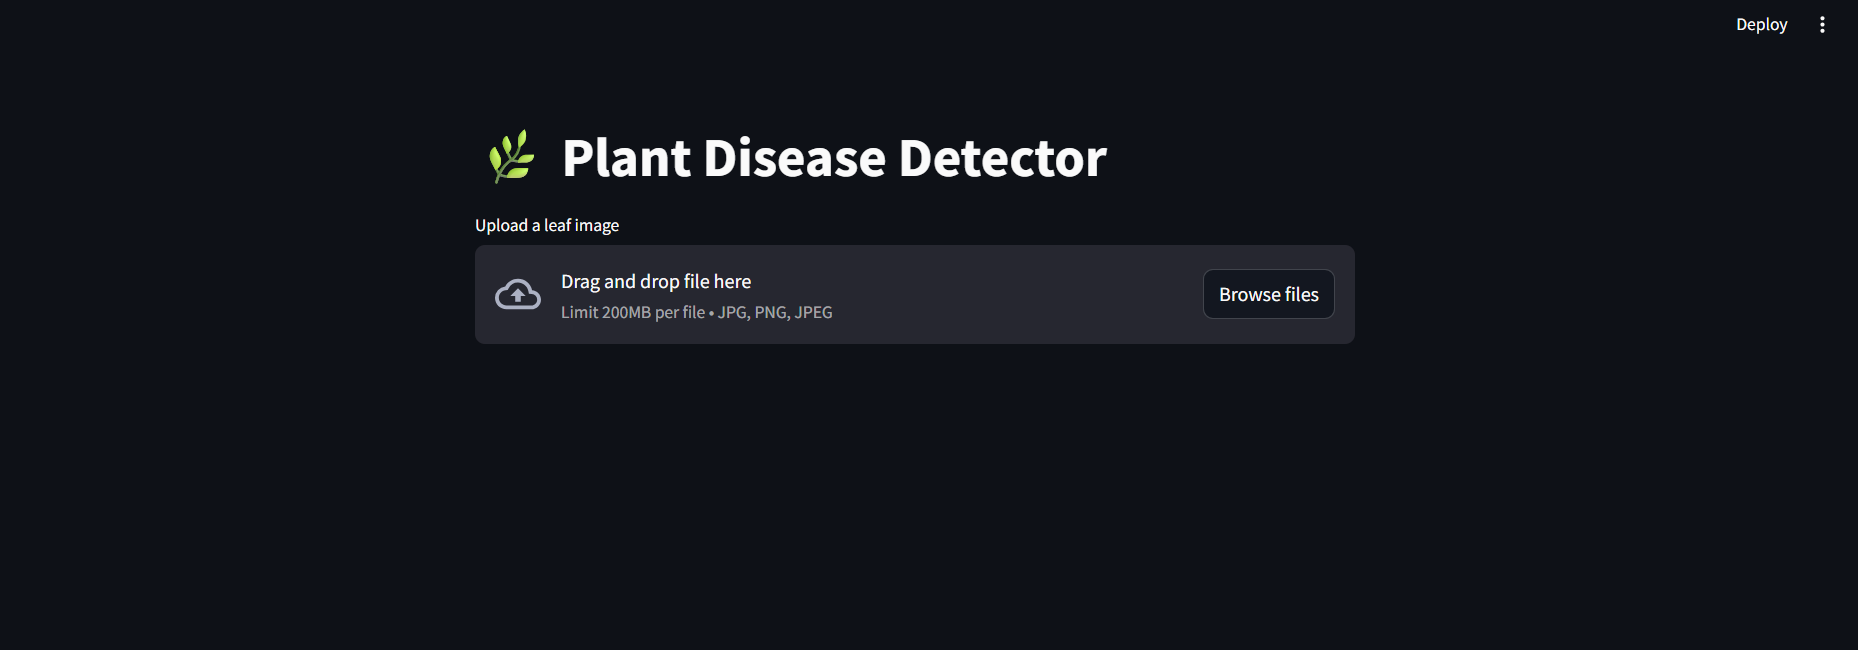 Deploy
Plant Disease Detector
Upload a leaf image
Drag and drop file here
Limit 200MB per file • JPG, PNG, JPEG
Browse files